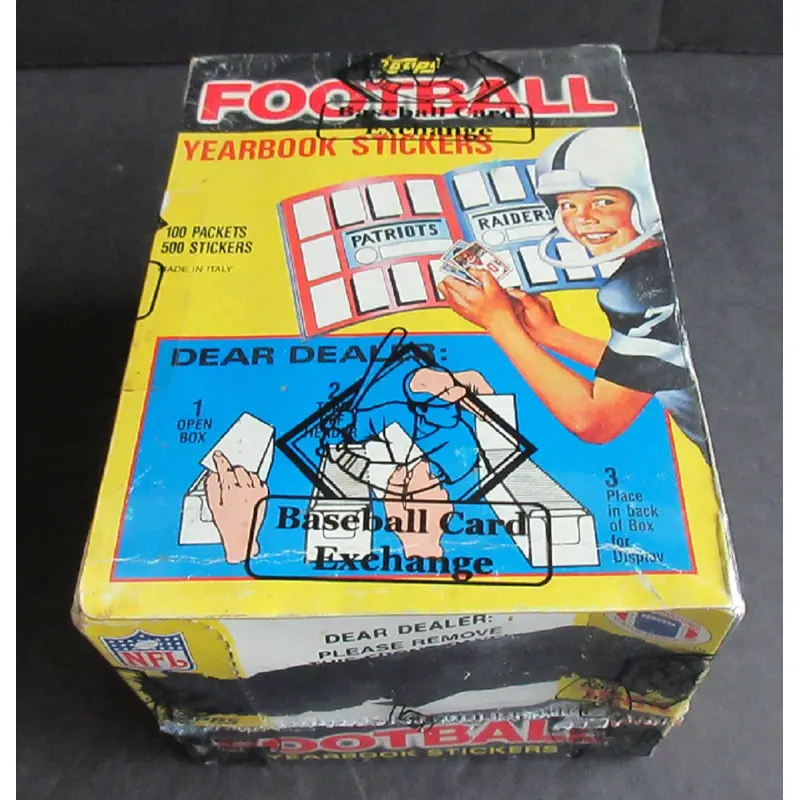 Topps
FOOTBALL
Baseball Card
Exchange
YEARBOOK STICKERS
PATRIOTS
RAIDERS
100 PACKETS
500 STICKERS
MADE IN ITALY
DEAR DEALER:
1
OPEN
BOX
2
HEADER
3
Place
in back
of Box
for
Display
Baseball Card
Exchange
NFL
DEAR DEALER:
PLEASE REMOVE
FOOTBALL
YEARBOOK STICKERS